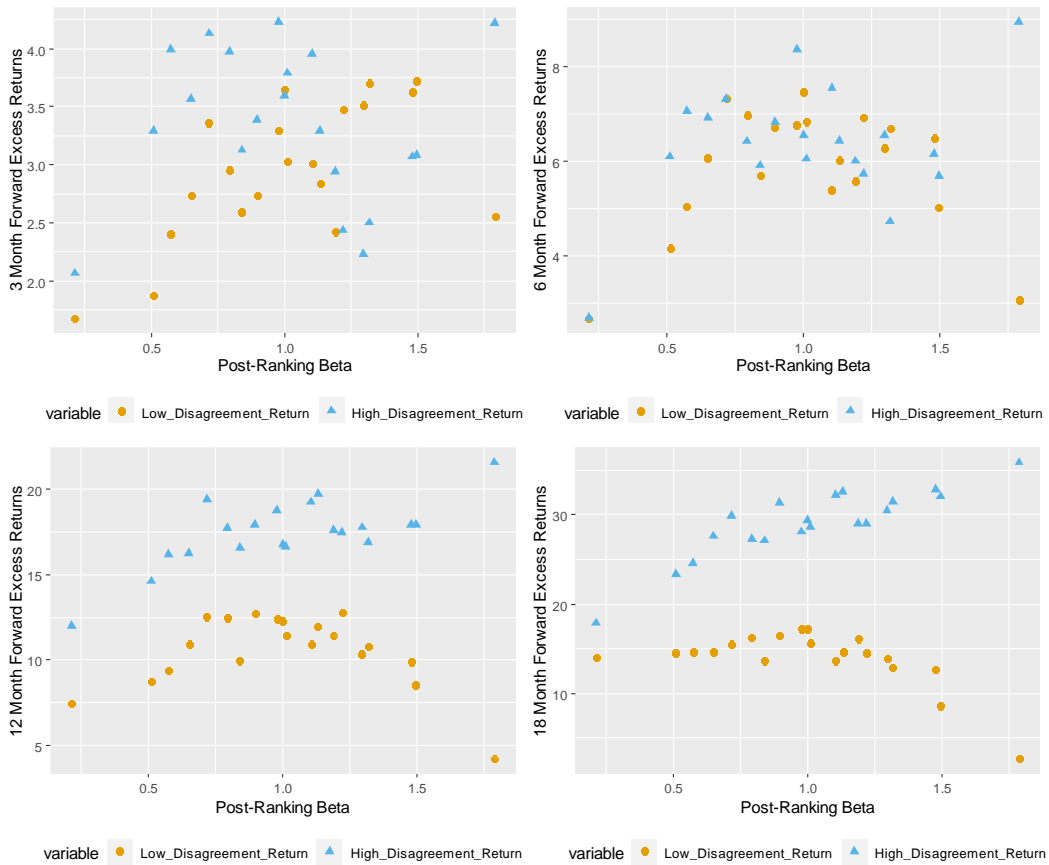 3 Month Forward Excess Returns
4.0
3.5
3.0
2.5
2.0
0.5 1.0 1.5
Post-Ranking Beta
variable Low_Disagreement_Return High_Disagreement_Return
6 Month Forward Excess Returns
8
6
4
0.5 1.0 1.5
Post-Ranking Beta
variable Low_Disagreement_Return High_Disagreement_Return
12 Month Forward Excess Returns
20
15
10
5
0.5 1.0 1.5
Post-Ranking Beta
variable Low_Disagreement_Return High_Disagreement_Return
18 Month Forward Excess Returns
30
20
10
0.5 1.0 1.5
Post-Ranking Beta
variable Low_Disagreement_Return High_Disagreement_Return